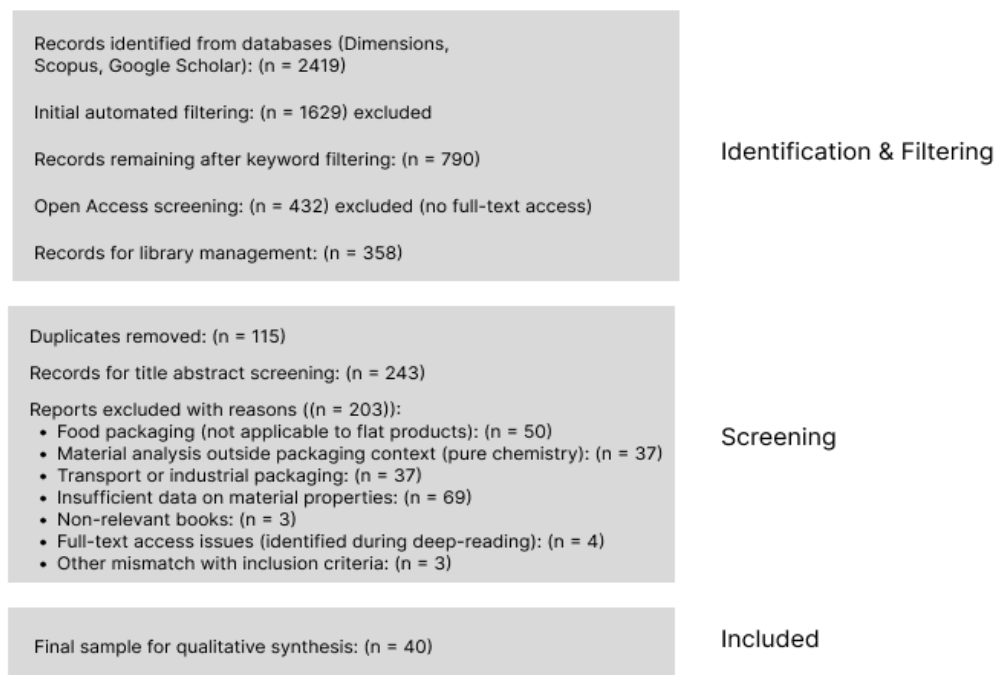 Records identified from databases (Dimensions,
Scopus, Google Scholar): (n = 2419)
Initial automated filtering: (n = 1629) excluded
Records remaining after keyword filtering: (n = 790)
Open Access screening: (n = 432) excluded (no full-text access)
Records for library management: (n = 358)
Identification & Filtering
Duplicates removed: (n = 115)
Records for title abstract screening: (n = 243)
Reports excluded with reasons ((n = 203)):
• Food packaging (not applicable to flat products): (n = 50)
• Material analysis outside packaging context (pure chemistry): (n = 37)
• Transport or industrial packaging: (n = 37)
• Insufficient data on material properties: (n = 69)
• Non-relevant books: (n = 3)
• Full-text access issues (identified during deep-reading): (n = 4)
• Other mismatch with inclusion criteria: (n = 3)
Screening
Final sample for qualitative synthesis: (n = 40)
Included